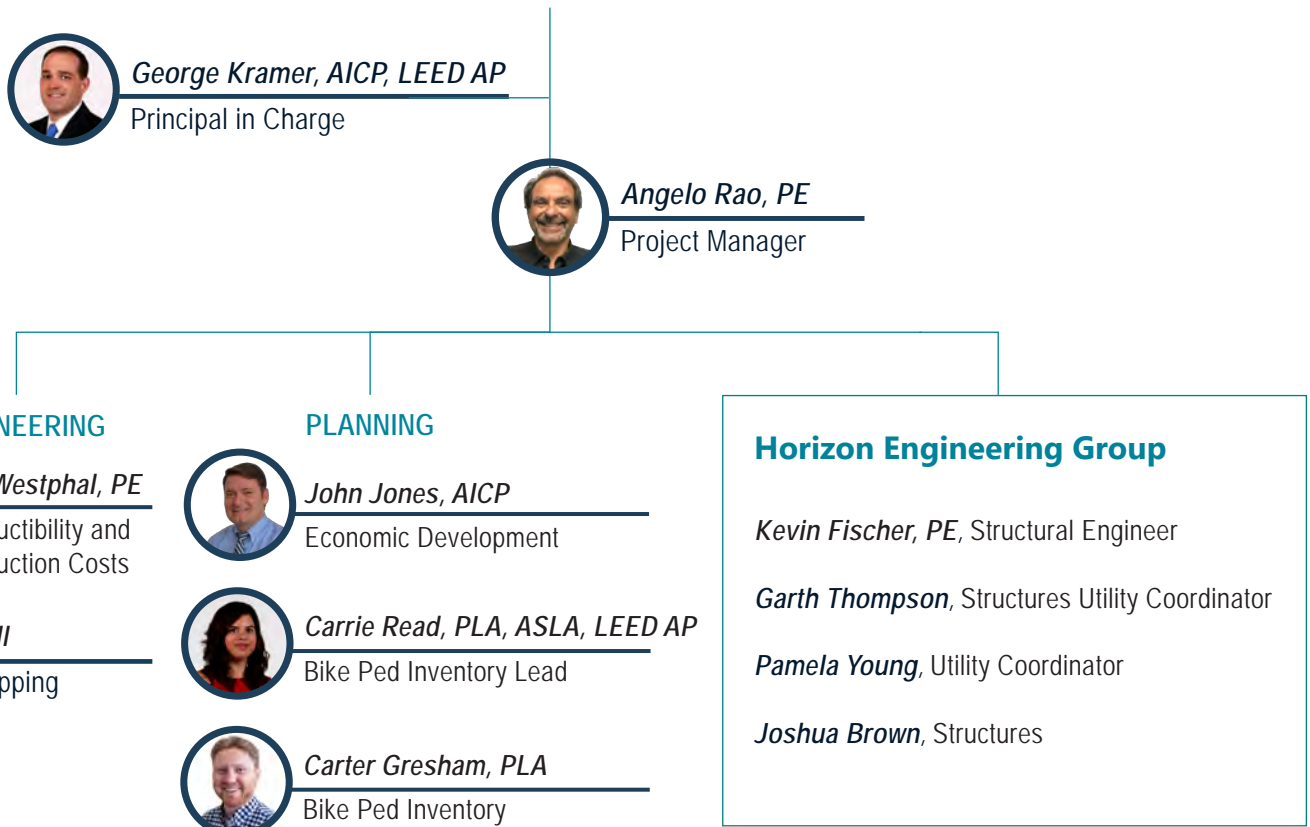 George Kramer, AICP, LEED AP
Principal in Charge
Angelo Rao, PE
Project Manager
NEERING
Westphal, PE
uctibility and
uction Costs
ll
pping
PLANNING
John Jones, AICP
Economic Development
Carrie Read, PLA, ASLA, LEED AP
Bike Ped Inventory Lead
Carter Gresham, PLA
Bike Ped Inventory
Horizon Engineering Group
Kevin Fischer, PE, Structural Engineer
Garth Thompson, Structures Utility Coordinator
Pamela Young, Utility Coordinator
Joshua Brown, Structures